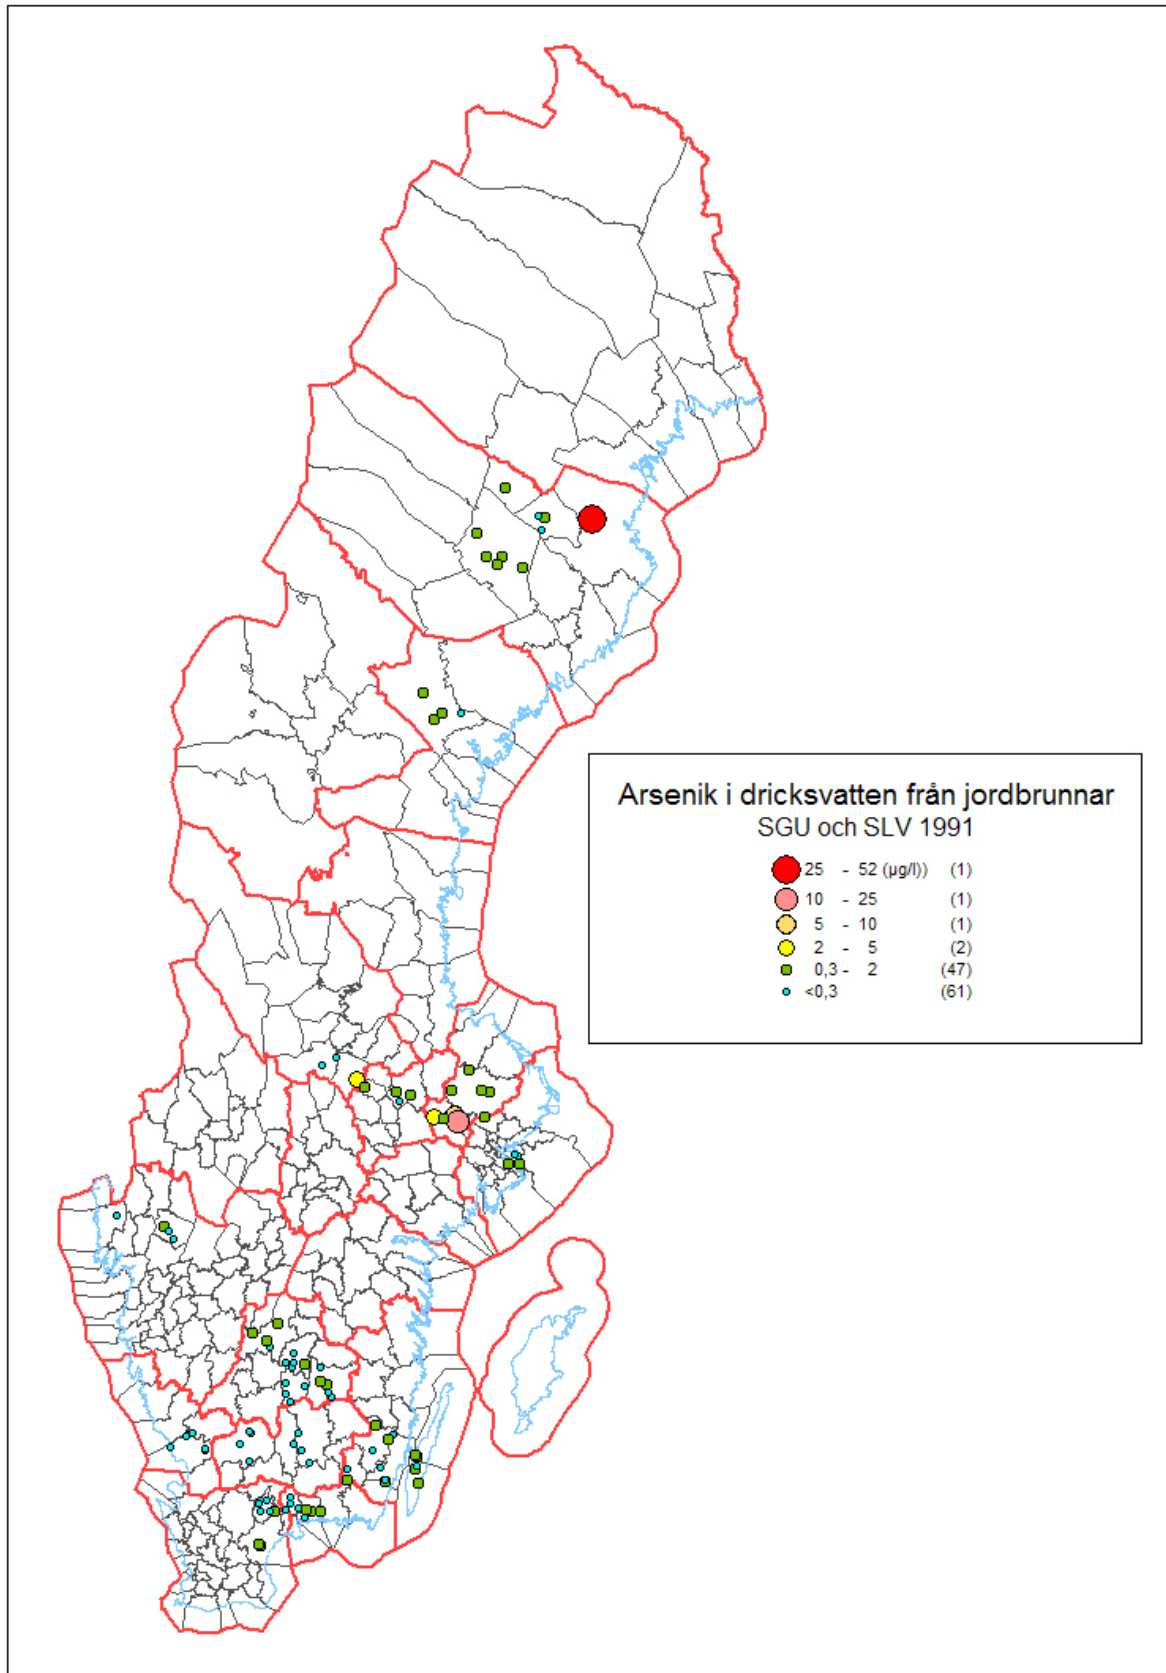 Arsenik i dricksvatten från jordbrunnar
SGU och SLV 1991
25 - 52 (µg/l)) (1)
10 - 25 (1)
5 - 10 (1)
2 - 5 (2)
0,3 - 2 (47)
<0,3 (61)